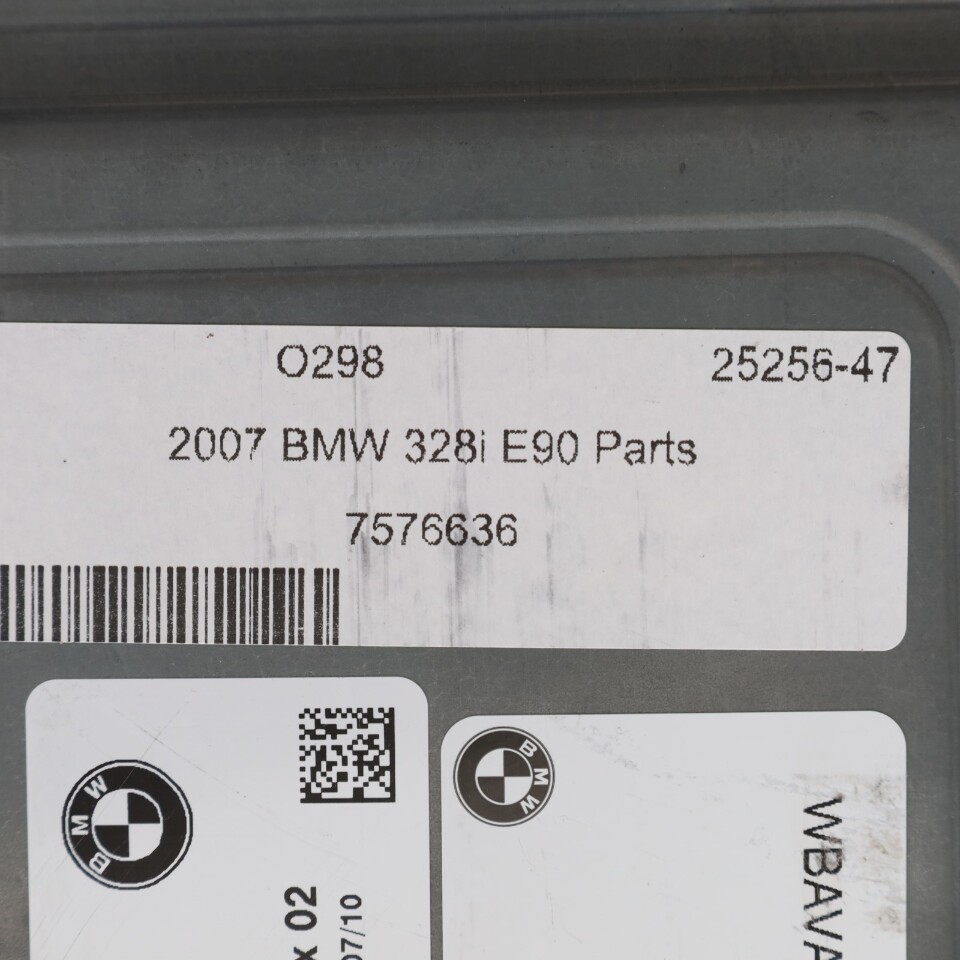 O298 25256-47
2007 BMW 328i E90 Parts
7576636
BMW
x 02
07/10
BMW
WBAVA